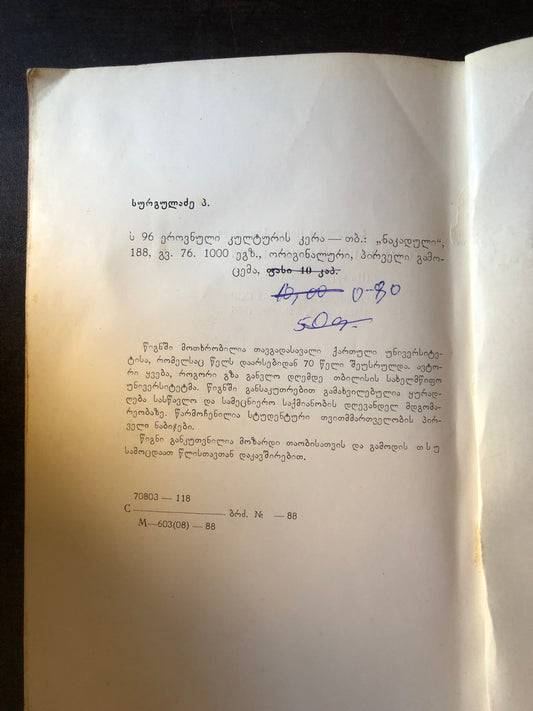 სურგულაძე პ.
ს 96 ეროვნული კულტურის კერა — თბ.: „ნაკადული“,
188, გვ. 76. 1000 ეგზ., ორიგინალური, პირველი გამო-
ცემა, ფასი 10 კაპ.
10,00 0-80
50
წიგნში მოთხრობილია თავგადასავალი ქართული უნივერსიტე-
ტისა, რომელსაც წელს დაარსებიდან 70 წელი შეუსრულდა. ავტო-
რი ყვება, როგორი გზა განვლო დღემდე თბილისის სახელმწიფო
უნივერსიტეტმა. წიგნში განსაკუთრებით გამახვილებულია ყურად-
ღება სასწავლო და სამეცნიერო საქმიანობის დღევანდელ მდგომა-
რეობაზე. წარმოჩენილია სტუდენტური თვითმმართველობის პირ-
ველი ნაბიჯები.
წიგნი განკუთვნილია მოზარდი თაობისათვის და გამოდის თსუ
სამოცდაათ წლისთავთან დაკავშირებით.
70803 — 118
С ბრძ. № — 88
М—603(08) — 88